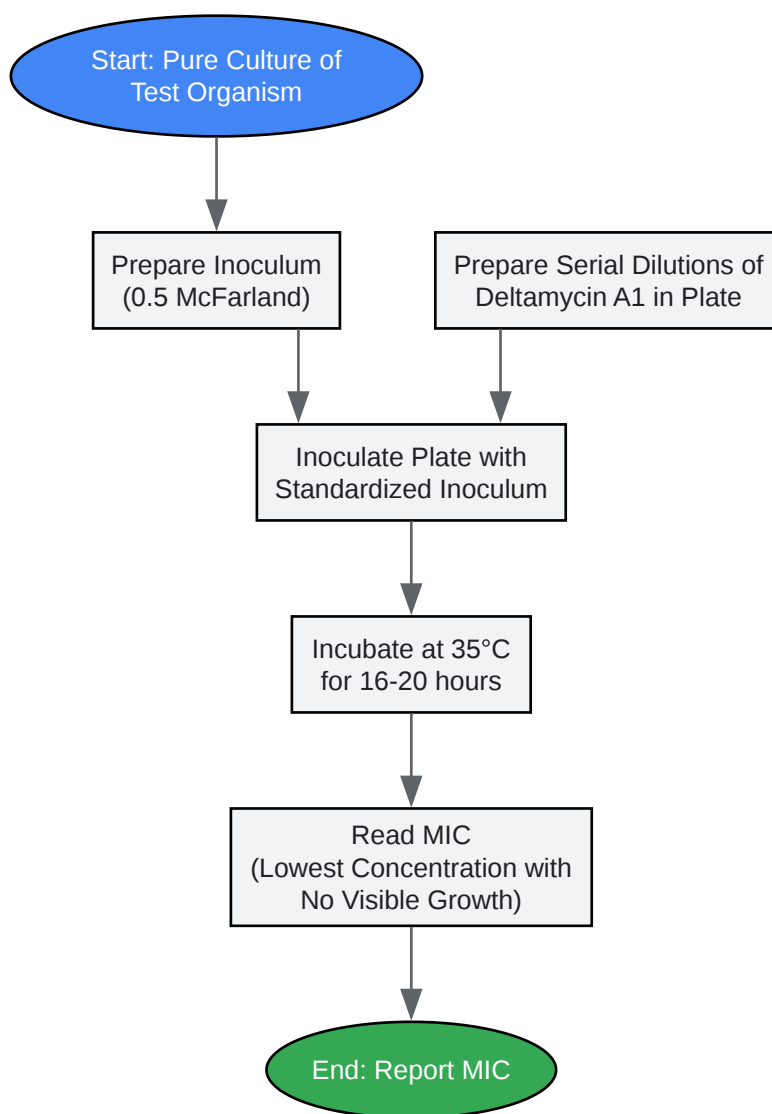 Start: Pure Culture of
Test Organism
Prepare Inoculum
(0.5 McFarland)
Prepare Serial Dilutions of
Deltamycin A1 in Plate
Inoculate Plate with
Standardized Inoculum
Incubate at 35°C
for 16-20 hours
Read MIC
(Lowest Concentration with
No Visible Growth)
End: Report MIC